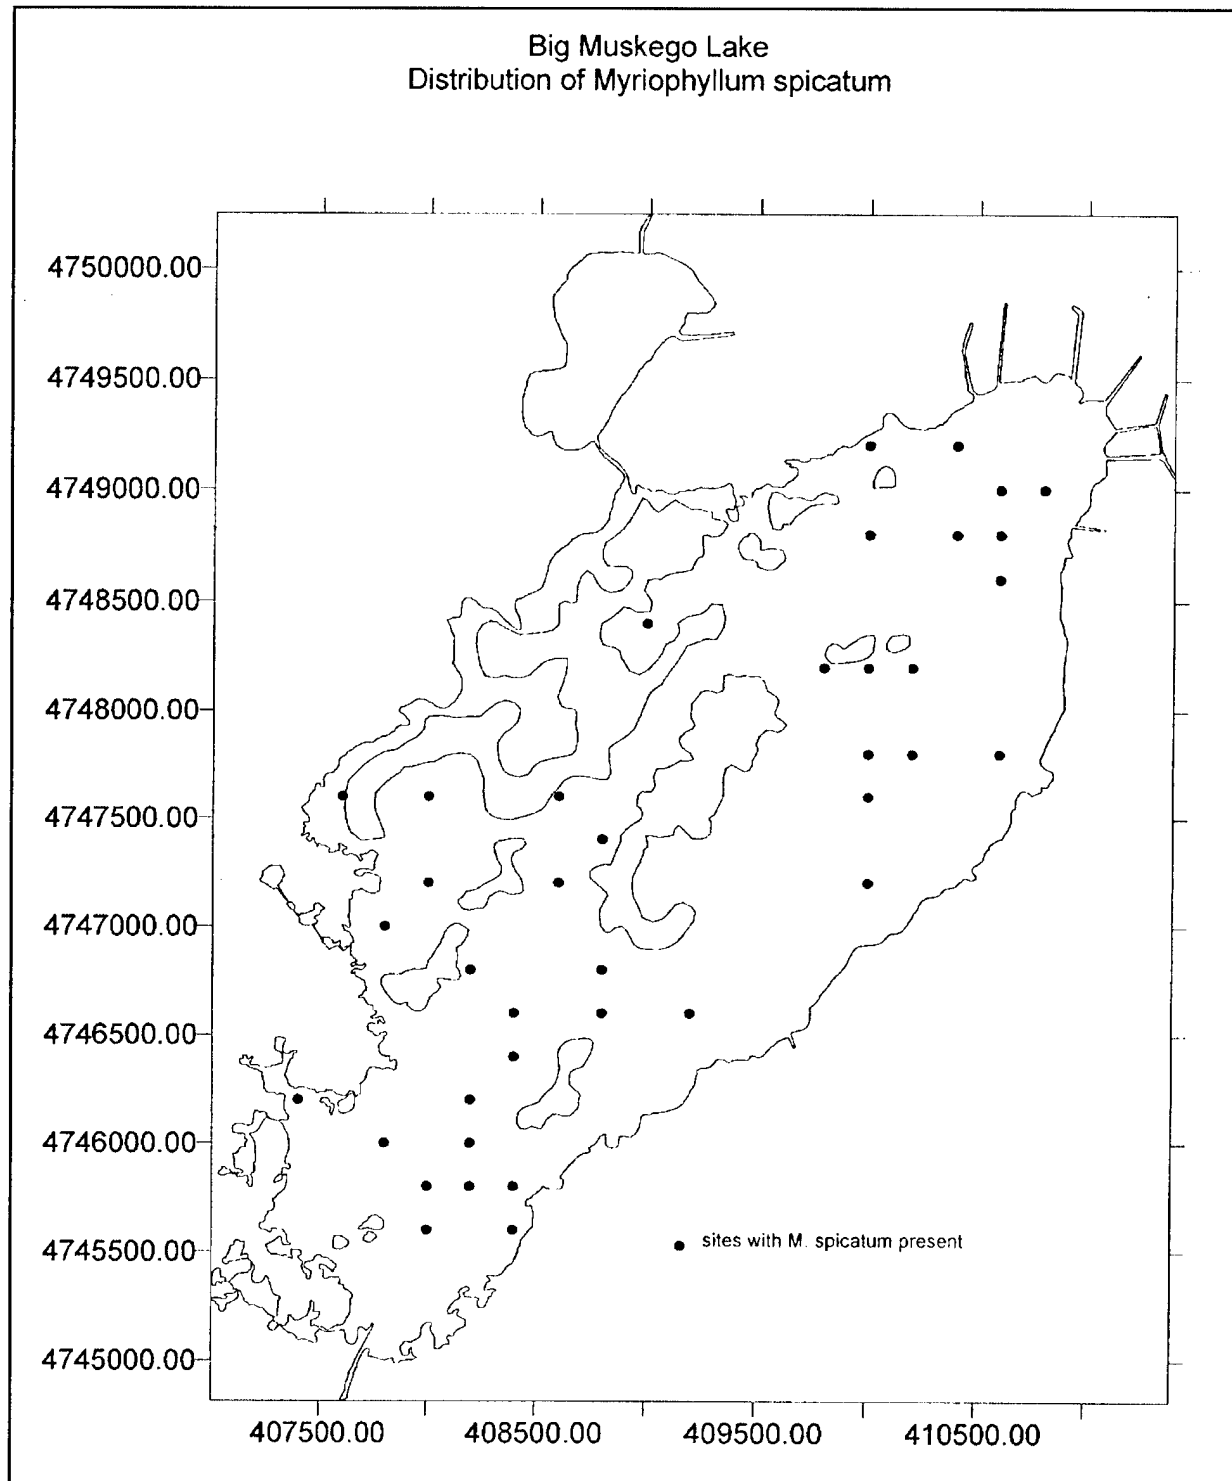 Big Muskego Lake
Distribution of Myriophyllum spicatum
4750000.00
4749500.00
4749000.00
4748500.00
4748000.00
4747500.00
4747000.00
4746500.00
4746000.00
4745500.00
4745000.00
sites with M. spicatum present
407500.00 408500.00 409500.00 410500.00